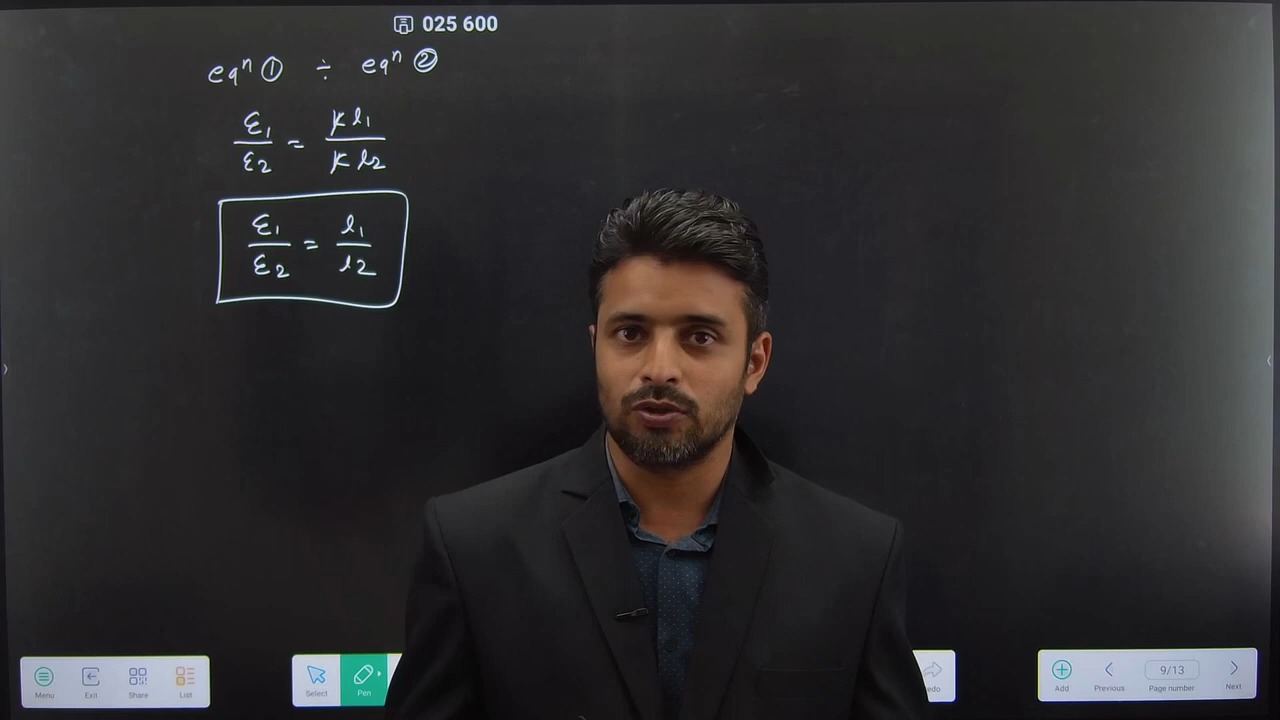 025 600
eqⁿ ① ÷ eqⁿ ②
ε₁/ε₂ = Kl₁/Kl₂
ε₁/ε₂ = l₁/l₂
Menu Exit Share List Select Pen Add Previous 9/13 Page number Next